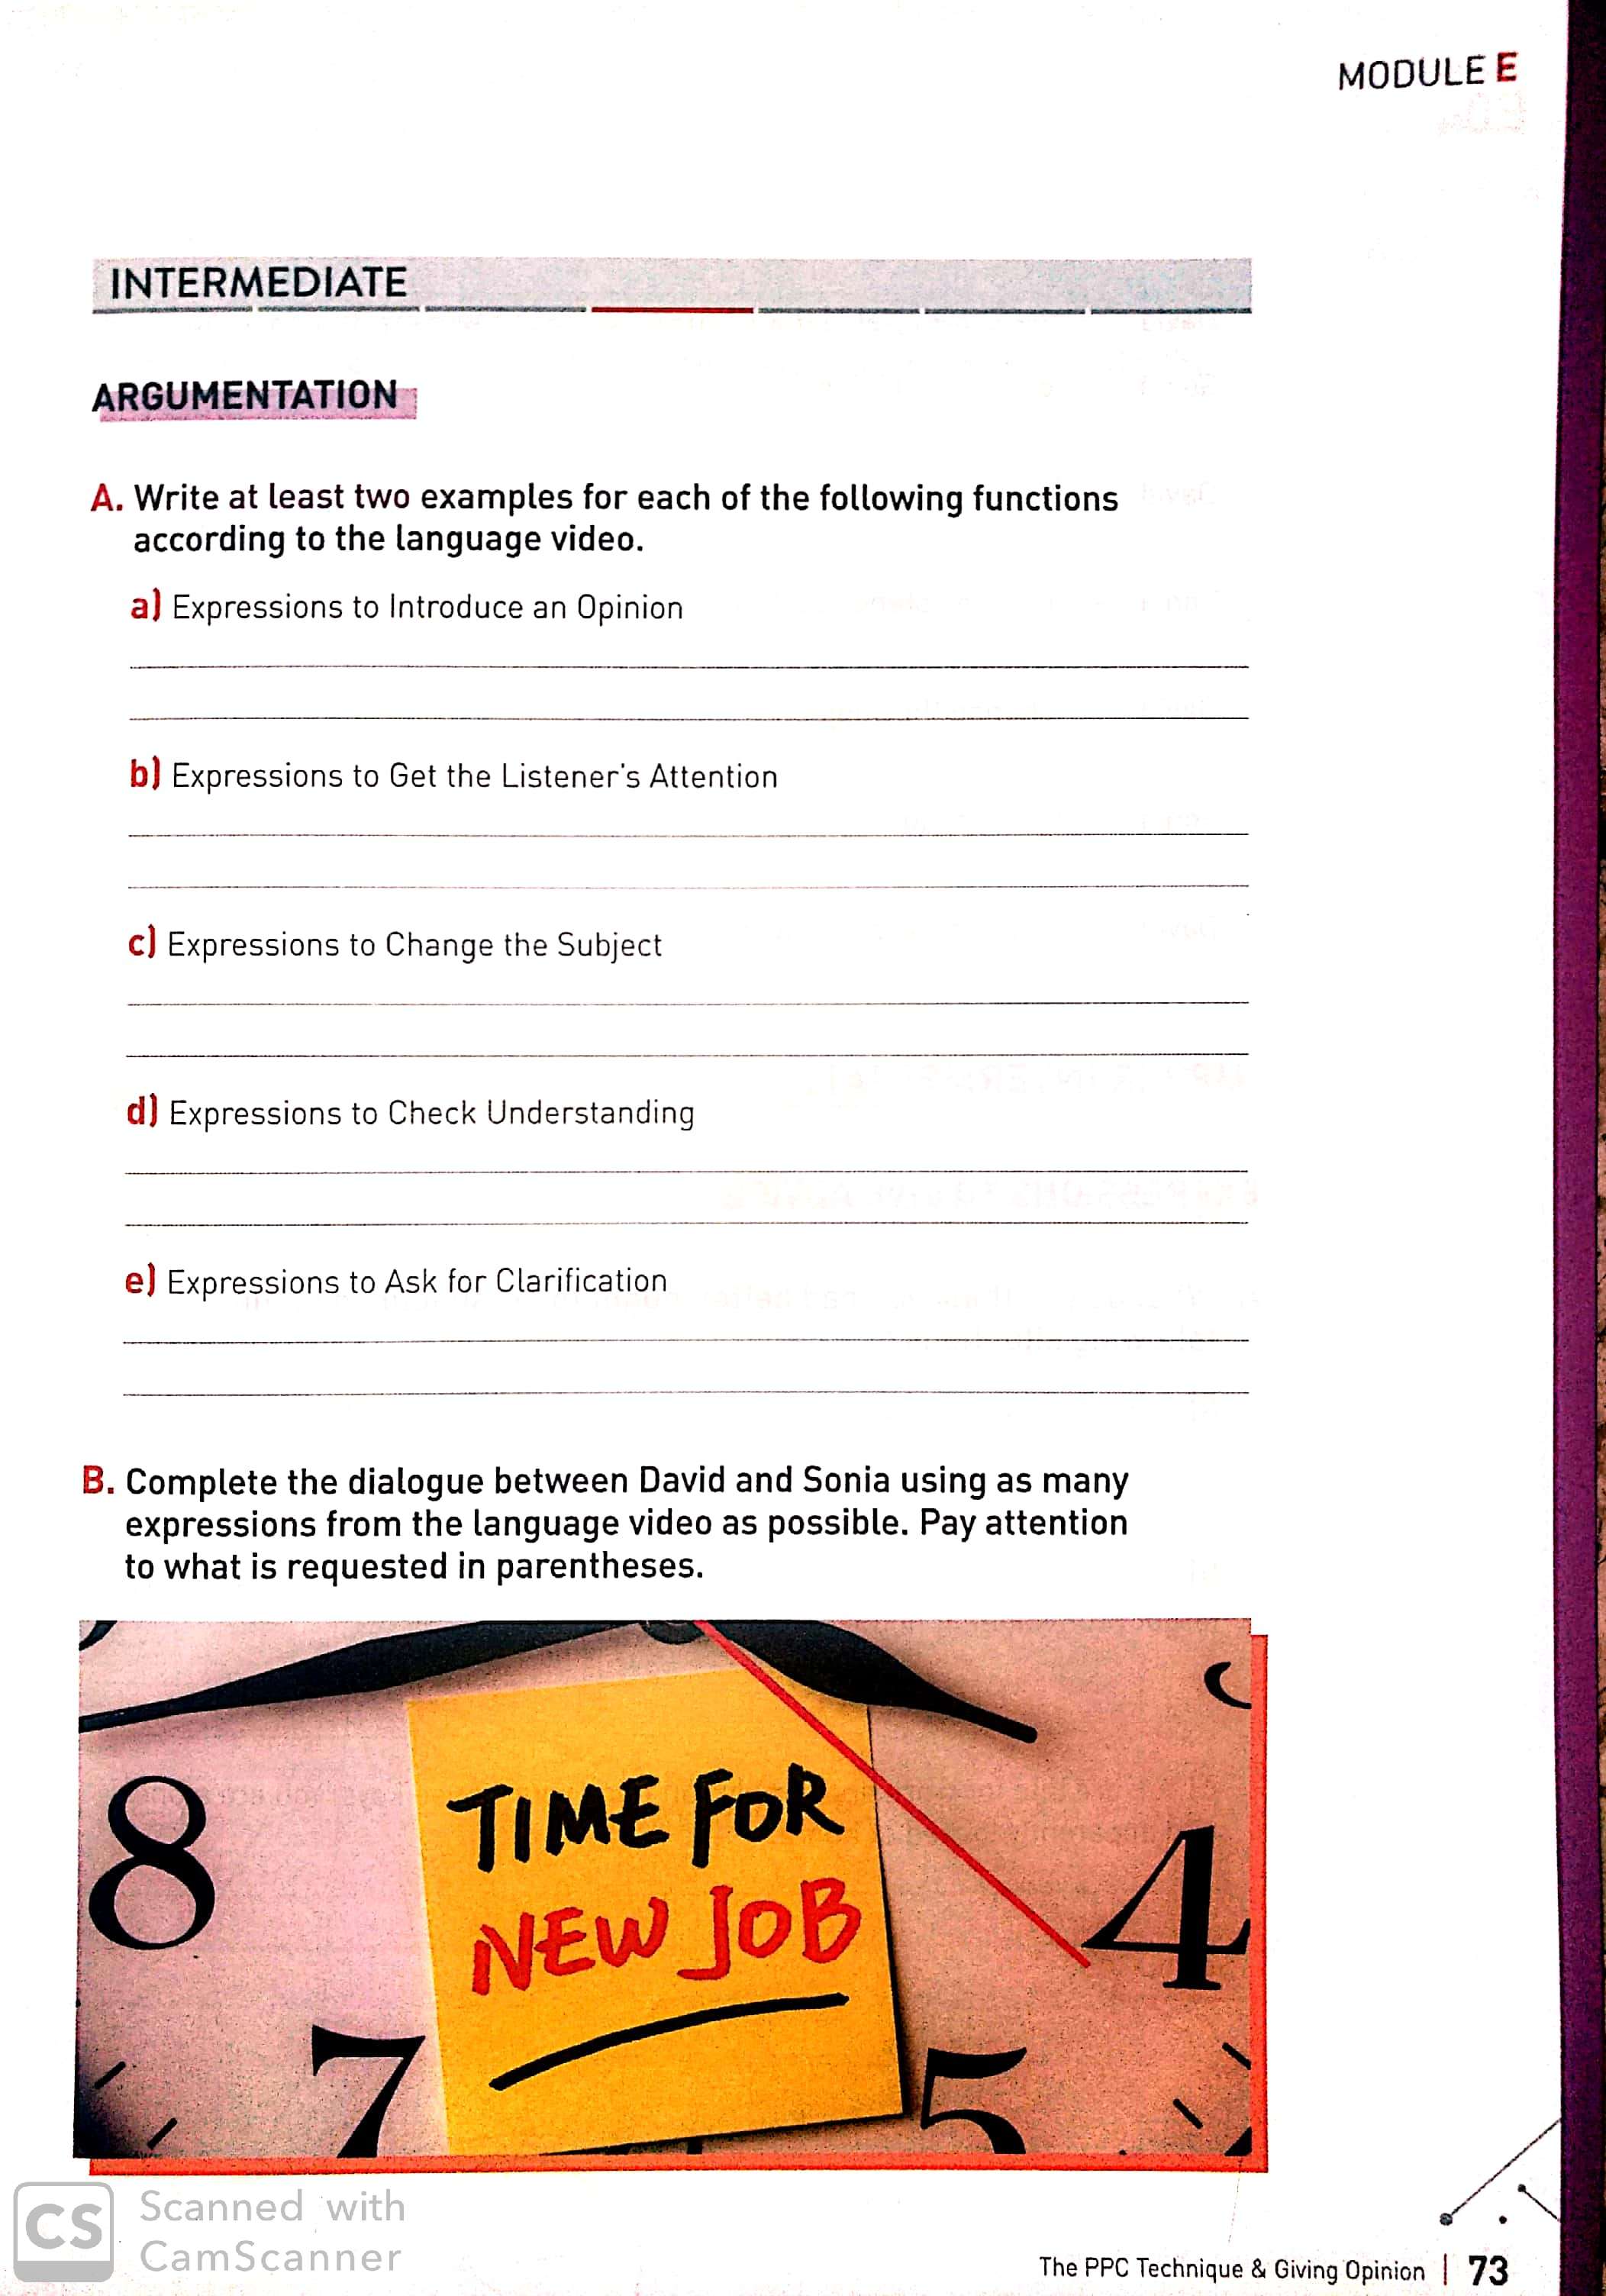 MODULE E
INTERMEDIATE
ARGUMENTATION
A. Write at least two examples for each of the following functions
according to the language video.
a) Expressions to Introduce an Opinion
b) Expressions to Get the Listener's Attention
c) Expressions to Change the Subject
d) Expressions to Check Understanding
e) Expressions to Ask for Clarification
B. Complete the dialogue between David and Sonia using as many
expressions from the language video as possible. Pay attention
to what is requested in parentheses.
8
TIME FOR
NEW JOB
4
7
5
CS
Scanned with
CamScanner
The PPC Technique & Giving Opinion | 73